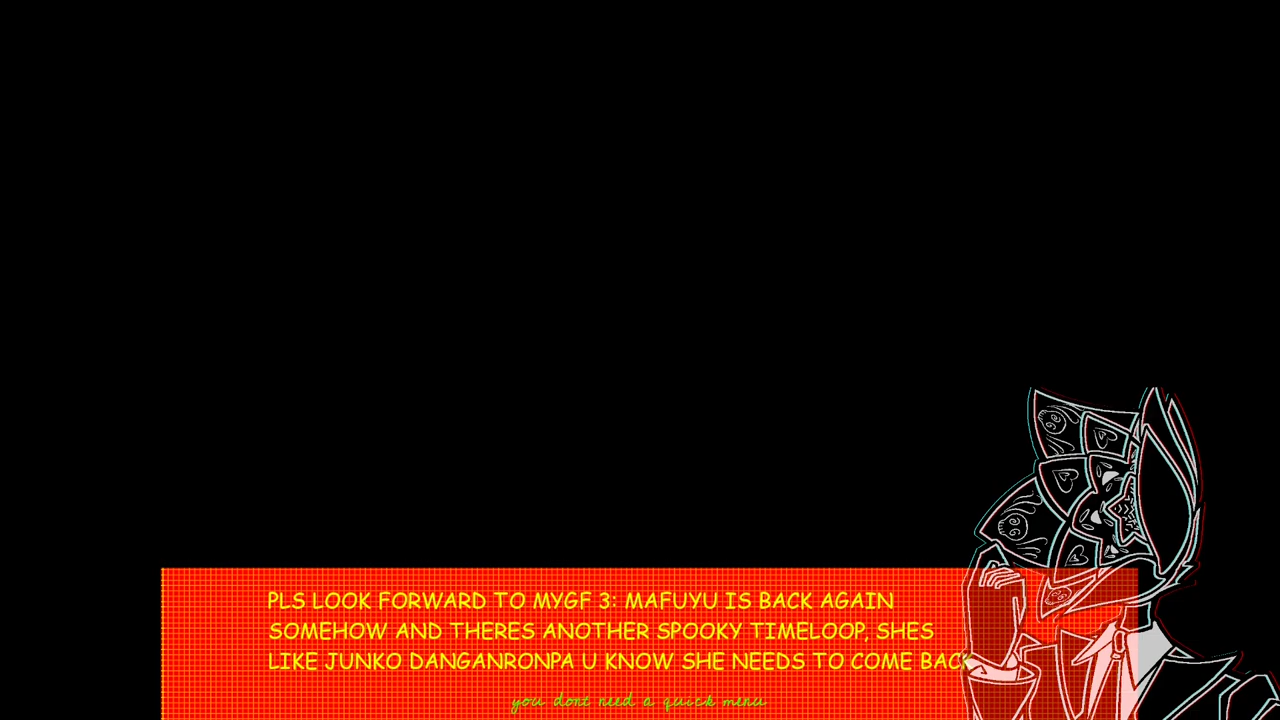 PLS LOOK FORWARD TO MYGF 3: MAFUYU IS BACK AGAIN
SOMEHOW AND THERES ANOTHER SPOOKY TIMELOOP, SHES
LIKE JUNKO DANGANRONPA U KNOW SHE NEEDS TO COME BACK
you dont need a quick menu